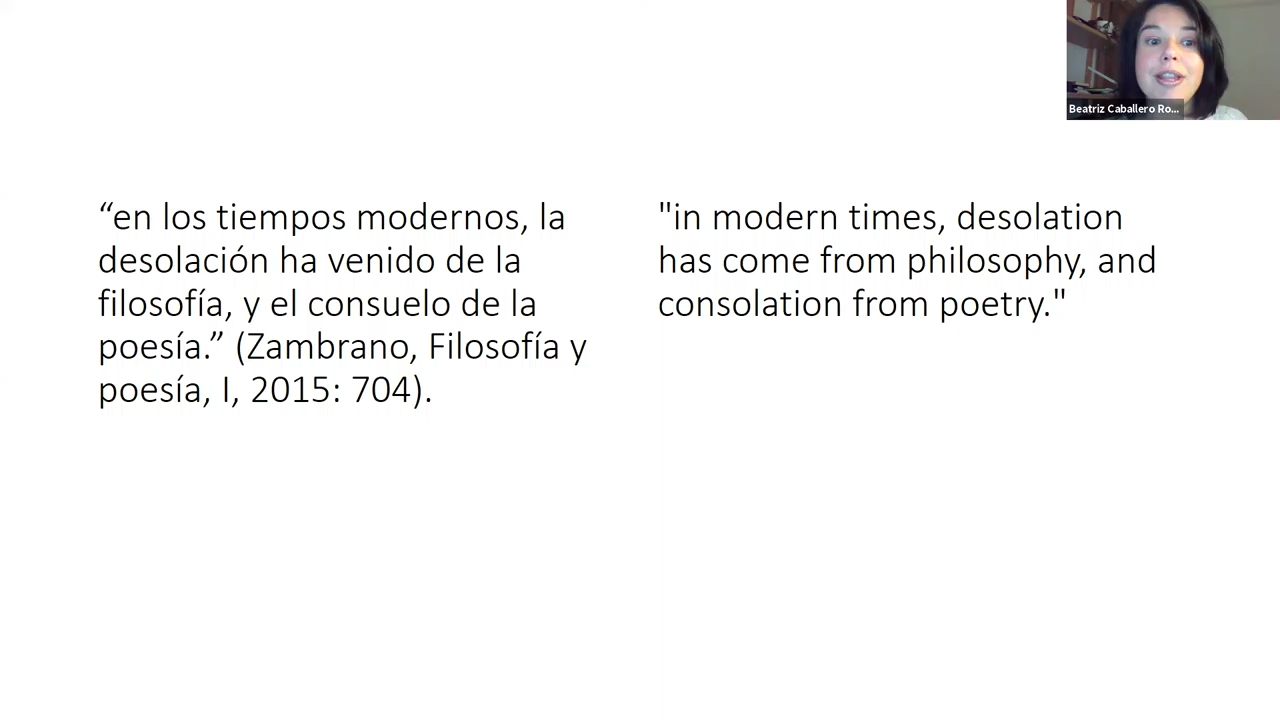 Beatriz Caballero Ro...
“en los tiempos modernos, la
desolación ha venido de la
filosofía, y el consuelo de la
poesía.” (Zambrano, Filosofía y
poesía, I, 2015: 704).
"in modern times, desolation
has come from philosophy, and
consolation from poetry."